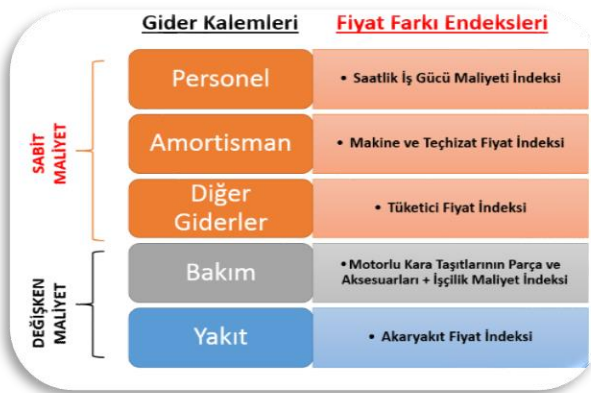 Gider Kalemleri
Fiyat Farkı Endeksleri
SABİT
MALİYET
Personel
• Saatlik İş Gücü Maliyeti İndeksi
Amortisman
• Makine ve Teçhizat Fiyat İndeksi
Diğer
Giderler
• Tüketici Fiyat İndeksi
DEĞİŞKEN
MALİYET
Bakım
• Motorlu Kara Taşıtlarının Parça ve
Aksesuarları + İşçilik Maliyet İndeksi
Yakıt
• Akaryakıt Fiyat İndeksi